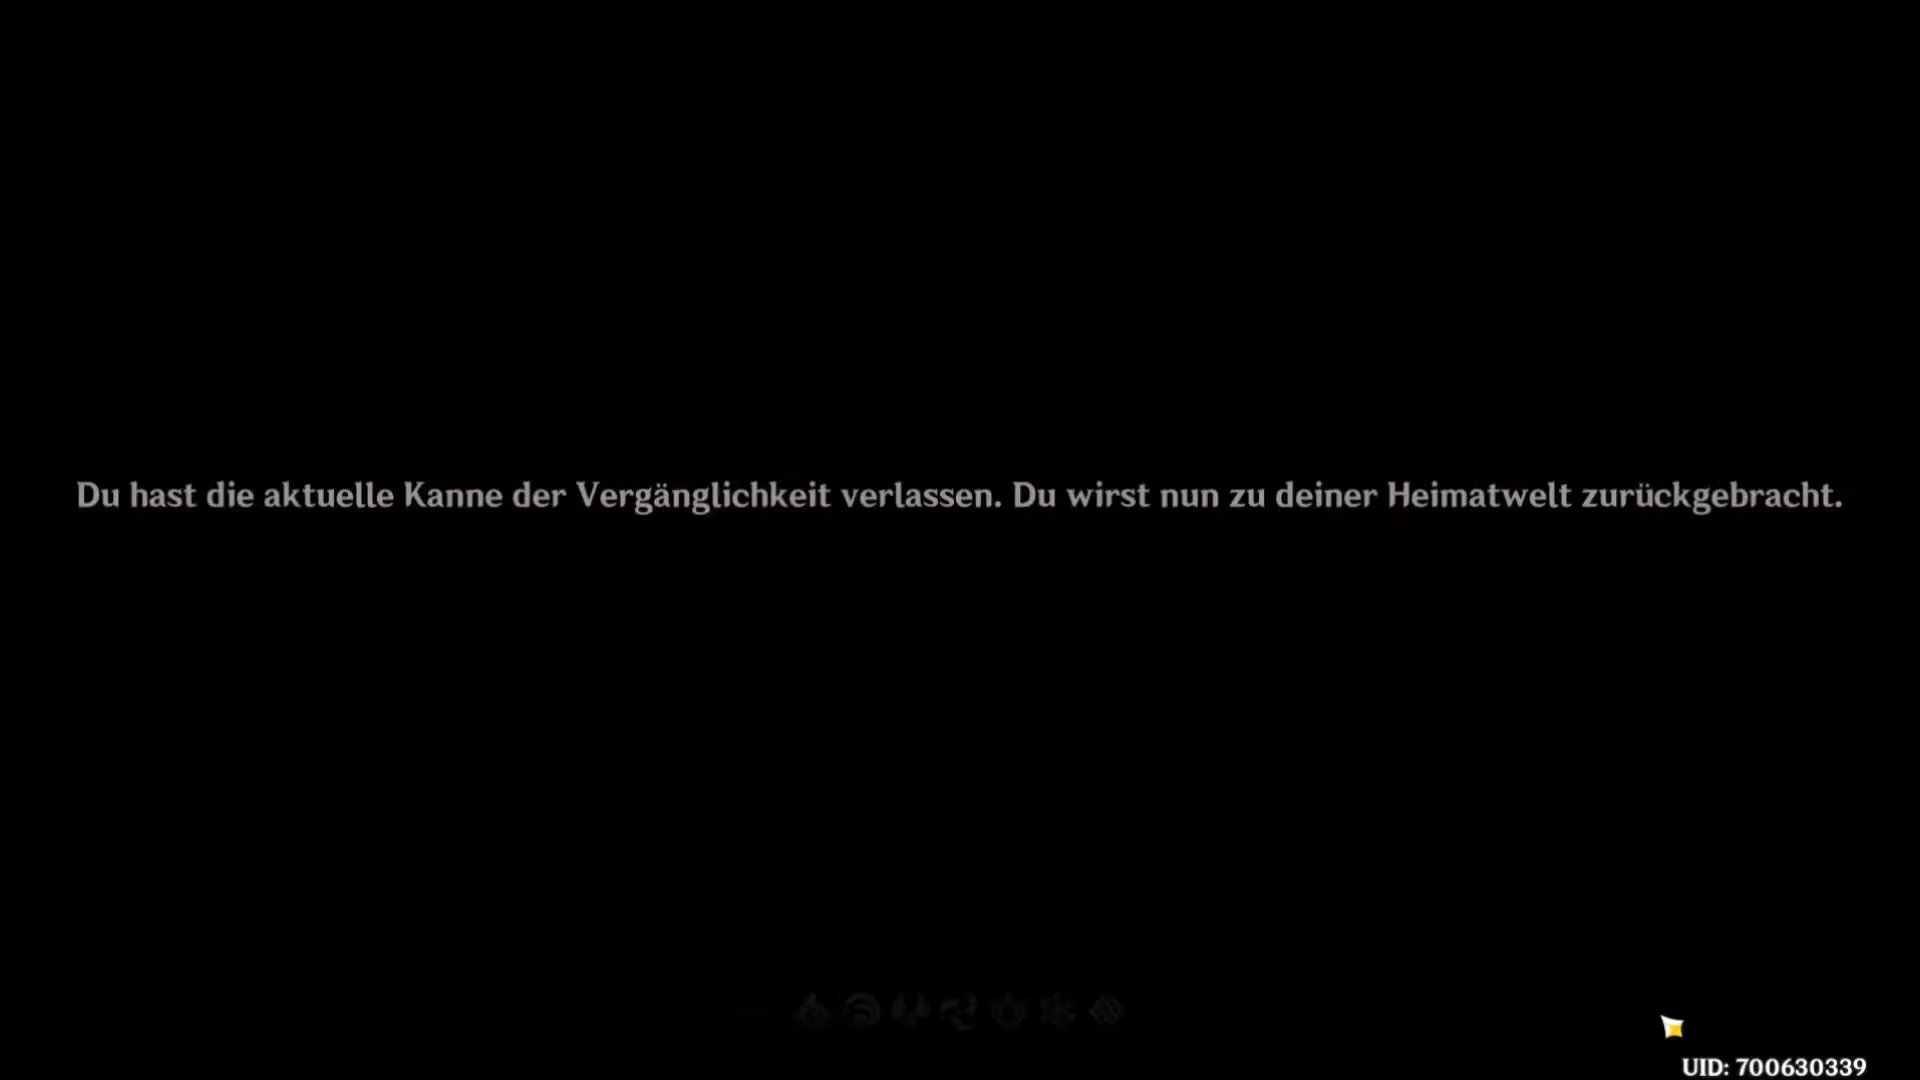 Du hast die aktuelle Kanne der Vergänglichkeit verlassen. Du wirst nun zu deiner Heimatwelt zurückgebracht.
UID: 700630339